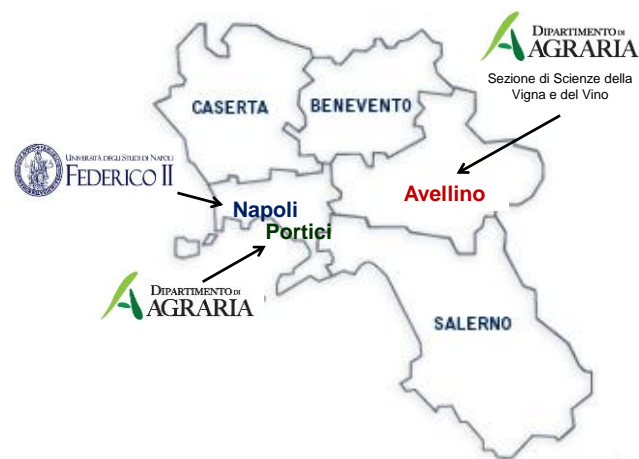 DIPARTIMENTO DI
AGRARIA
Sezione di Scienze della
Vigna e del Vino
CASERTA
BENEVENTO
UNIVERSITÀ DEGLI STUDI DI NAPOLI
FEDERICO II
Avellino
Napoli
Portici
DIPARTIMENTO DI
AGRARIA
SALERNO